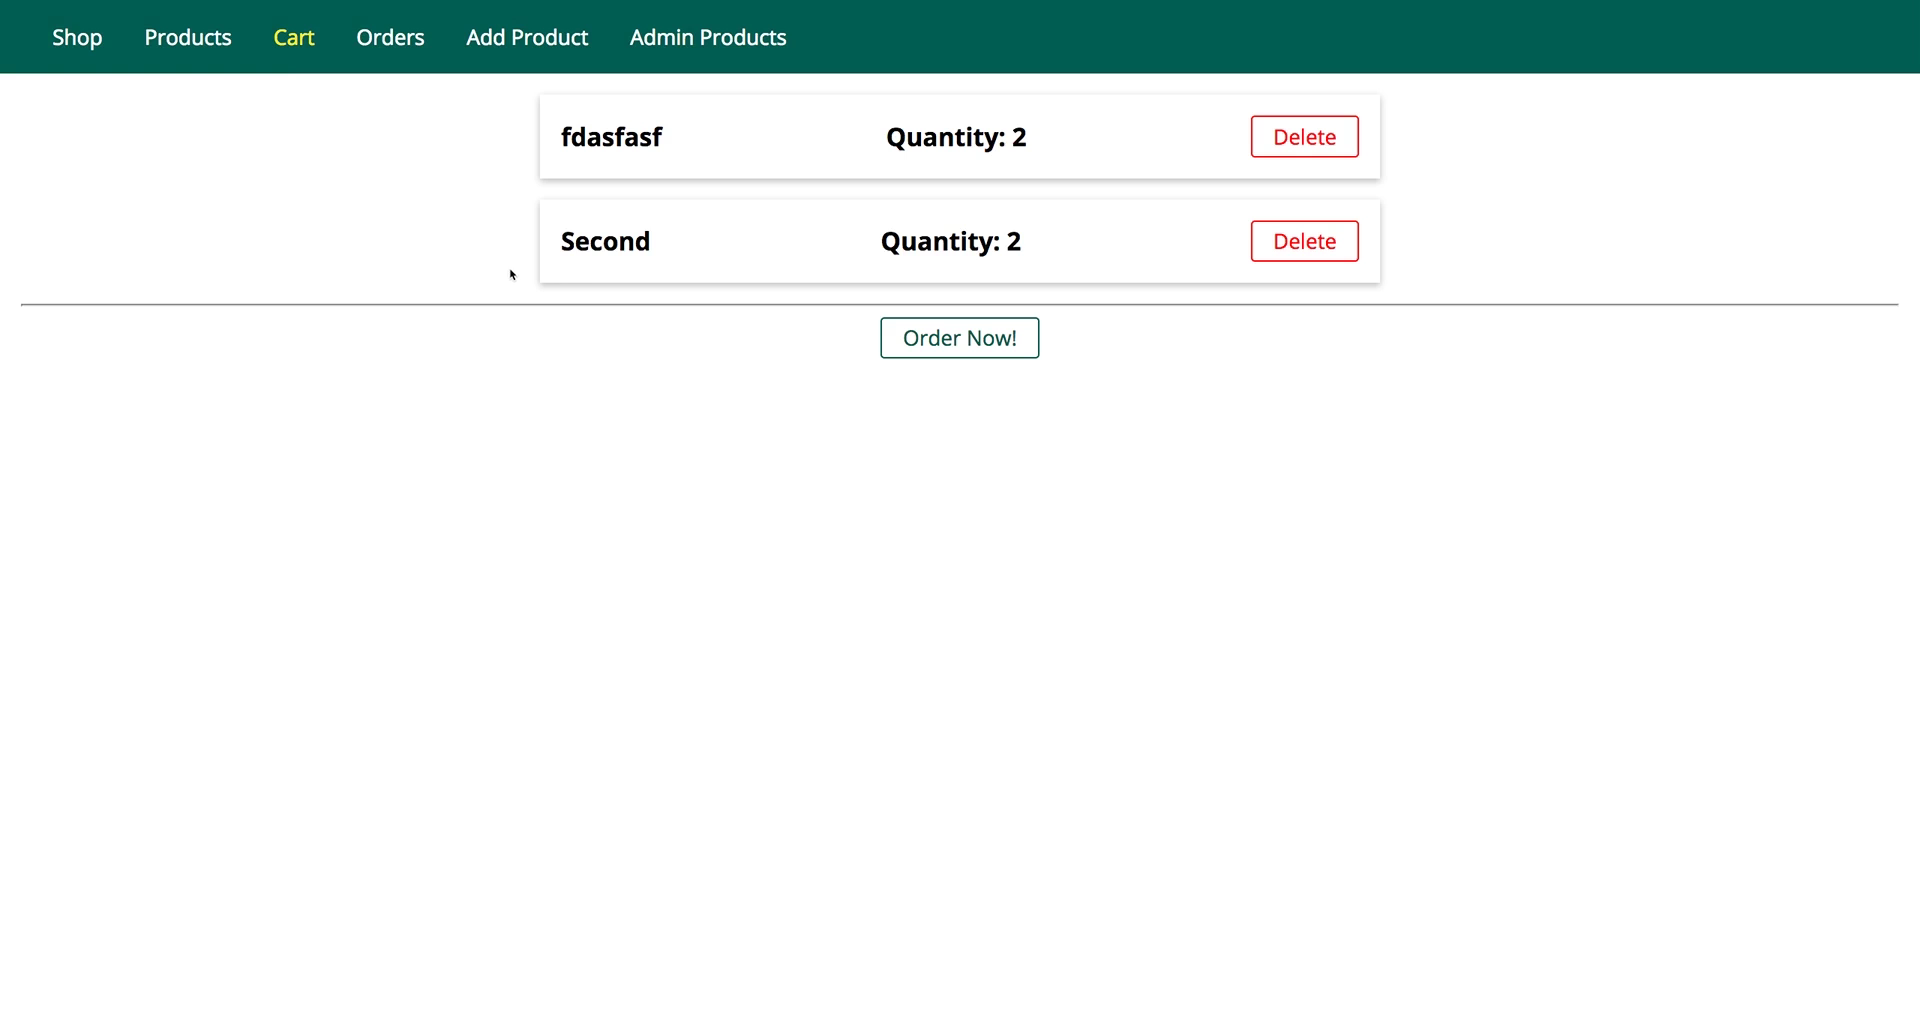 Shop Products Cart Orders Add Product Admin Products
fdasfasf Quantity: 2 Delete
Second Quantity: 2 Delete
Order Now!